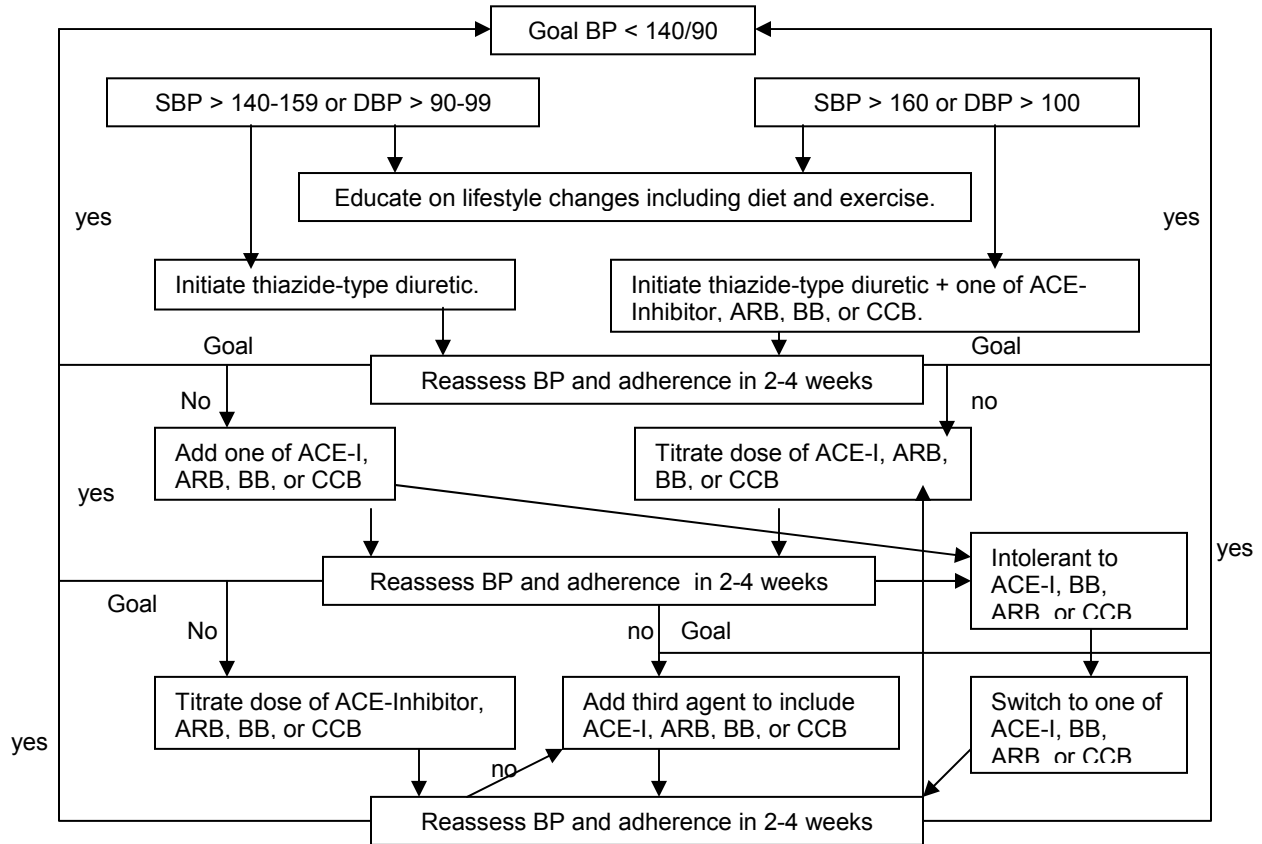 Goal BP < 140/90
SBP > 140-159 or DBP > 90-99
SBP > 160 or DBP > 100
Educate on lifestyle changes including diet and exercise.
yes
yes
Initiate thiazide-type diuretic.
Initiate thiazide-type diuretic + one of ACE-
Inhibitor, ARB, BB, or CCB.
Goal
Goal
Reassess BP and adherence in 2-4 weeks
No
no
Add one of ACE-I,
ARB, BB, or CCB
Titrate dose of ACE-I, ARB,
BB, or CCB
yes
yes
Intolerant to
ACE-I, BB,
ARB, or CCB
Reassess BP and adherence in 2-4 weeks
Goal
No
no
Goal
Titrate dose of ACE-Inhibitor,
ARB, BB, or CCB
Add third agent to include
ACE-I, ARB, BB, or CCB
Switch to one of
ACE-I, BB,
ARB, or CCB
yes
no
Reassess BP and adherence in 2-4 weeks